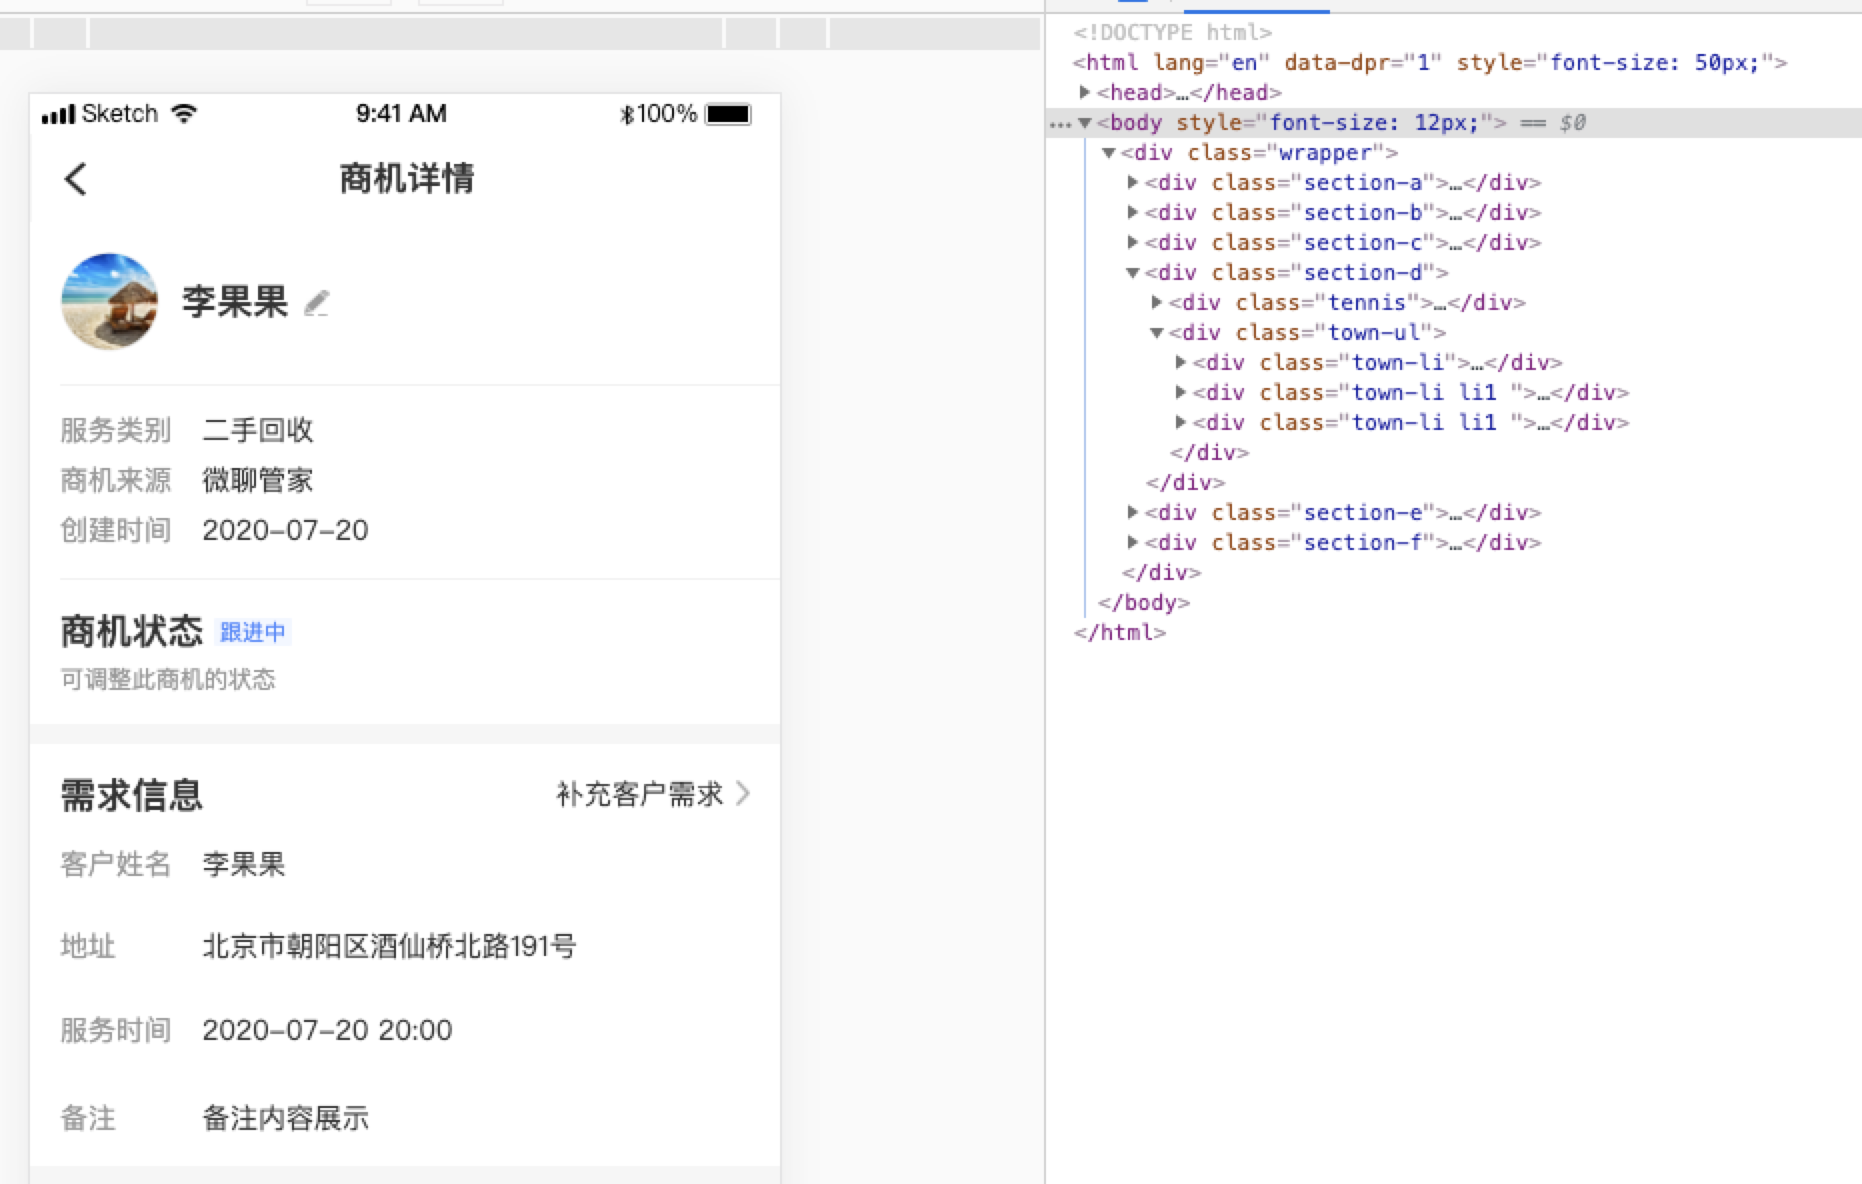 Sketch 9:41 AM 100%
商机详情
李果果
服务类别 二手回收
商机来源 微聊管家
创建时间 2020-07-20
商机状态 跟进中
可调整此商机的状态
需求信息 补充客户需求
客户姓名 李果果
地址 北京市朝阳区酒仙桥北路191号
服务时间 2020-07-20 20:00
备注 备注内容展示
<!DOCTYPE html>
<html lang="en" data-dpr="1" style="font-size: 50px;">
<head>…</head>
<body style="font-size: 12px;"> == $0
<div class="wrapper">
<div class="section-a">…</div>
<div class="section-b">…</div>
<div class="section-c">…</div>
<div class="section-d">
<div class="tennis">…</div>
<div class="town-ul">
<div class="town-li">…</div>
<div class="town-li li1 ">…</div>
<div class="town-li li1 ">…</div>
</div>
</div>
<div class="section-e">…</div>
<div class="section-f">…</div>
</div>
</body>
</html>